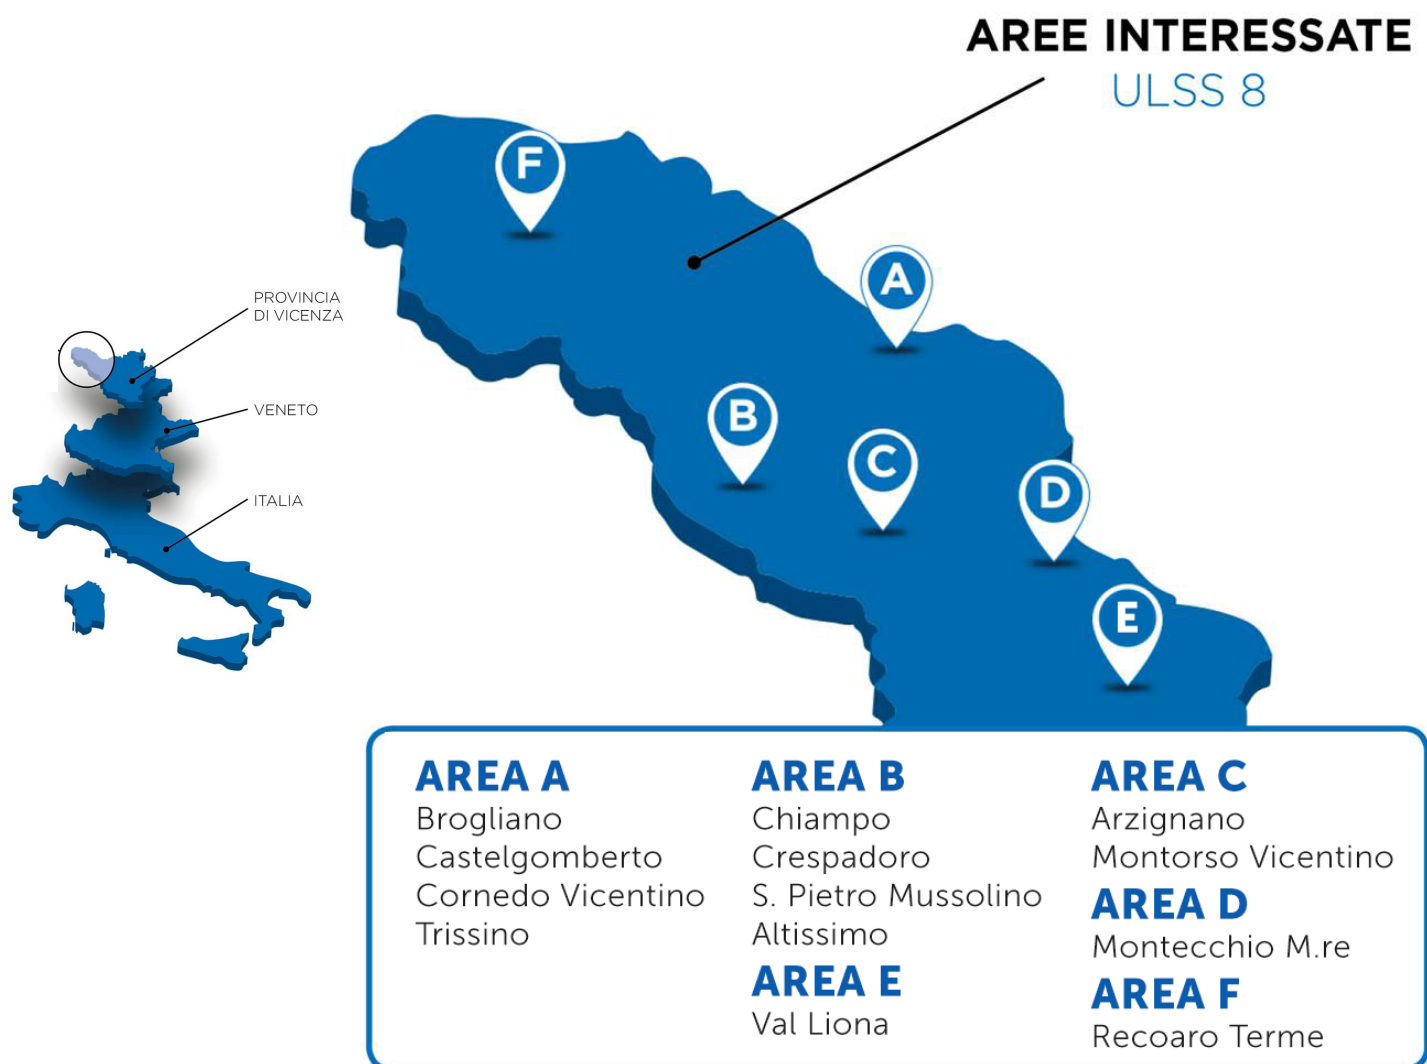 AREE INTERESSATE
ULSS 8
F
A
B
C
D
E
PROVINCIA
DI VICENZA
VENETO
ITALIA
AREA A
Brogliano
Castelgomberto
Cornedo Vicentino
Trissino
AREA B
Chiampo
Crespadoro
S. Pietro Mussolino
Altissimo
AREA E
Val Liona
AREA C
Arzignano
Montorso Vicentino
AREA D
Montecchio M.re
AREA F
Recoaro Terme